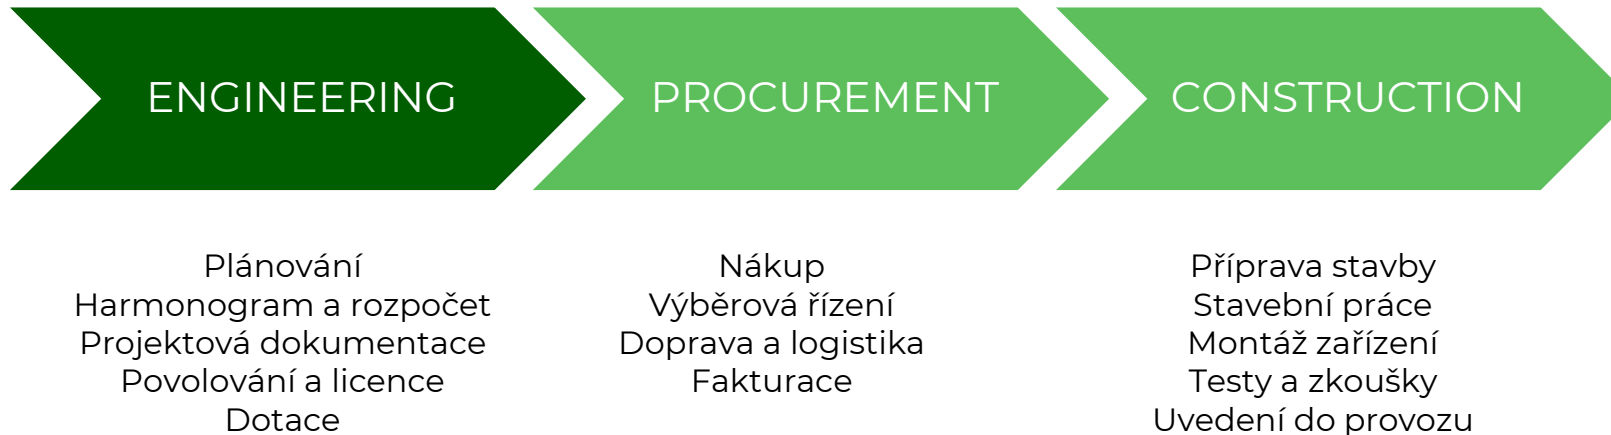 ENGINEERING
PROCUREMENT
CONSTRUCTION
Plánování
Harmonogram a rozpočet
Projektová dokumentace
Povolování a licence
Dotace
Nákup
Výběrová řízení
Doprava a logistika
Fakturace
Příprava stavby
Stavební práce
Montáž zařízení
Testy a zkoušky
Uvedení do provozu